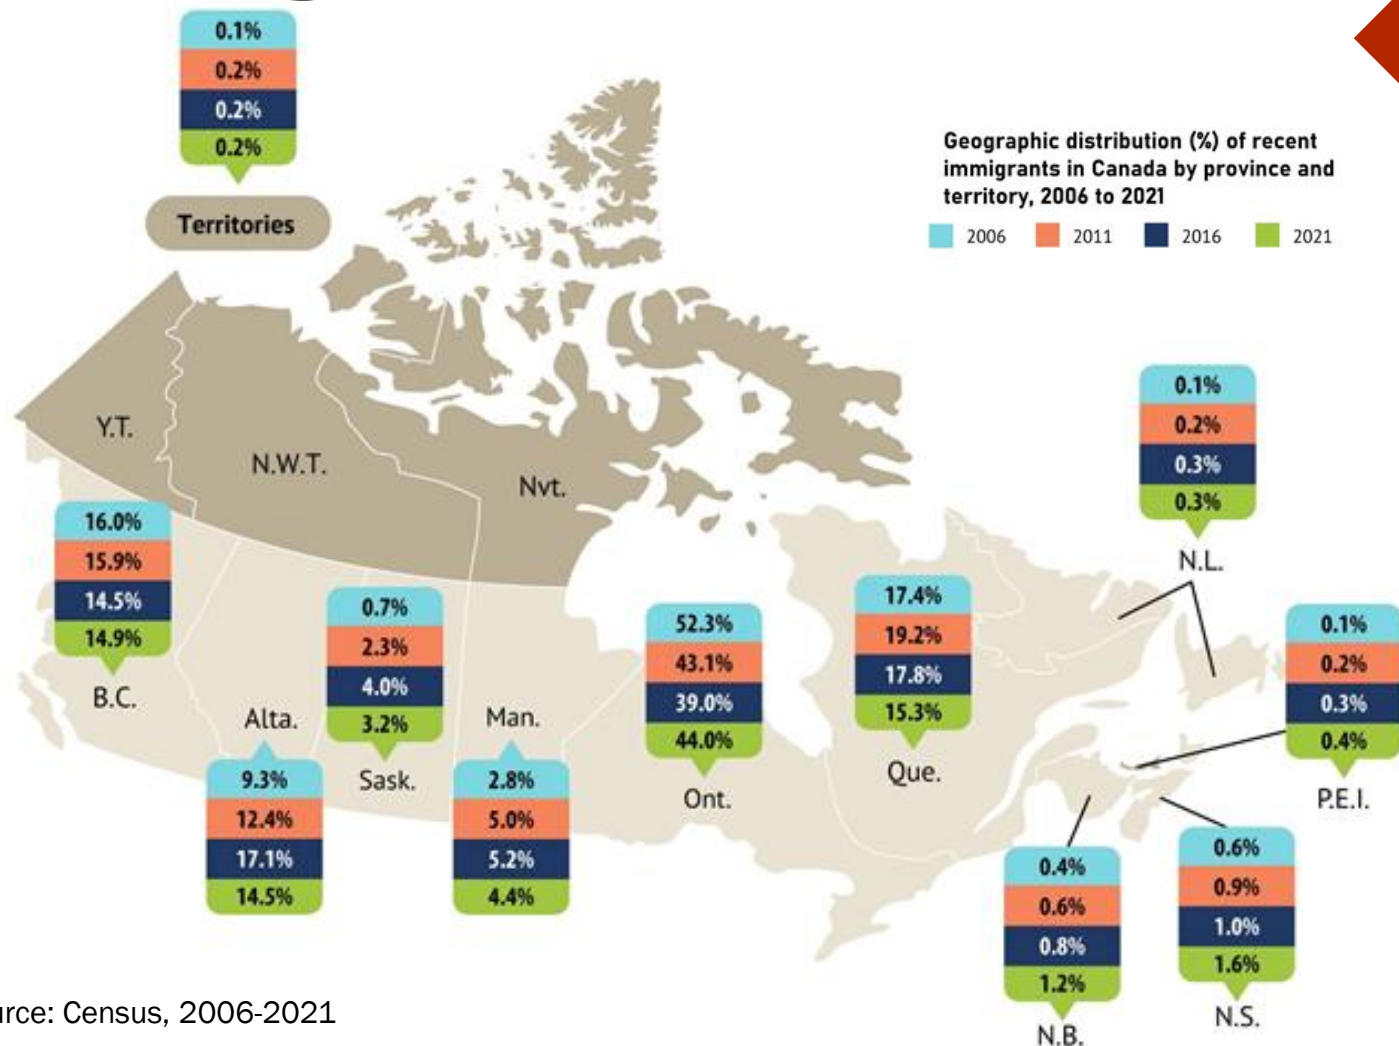 0.1%
0.2%
0.2%
0.2%
Territories
Geographic distribution (%) of recent
immigrants in Canada by province and
territory, 2006 to 2021
2006 2011 2016 2021
Y.T.
N.W.T.
Nvt.
16.0%
15.9%
14.5%
14.9%
B.C.
Alta.
9.3%
12.4%
17.1%
14.5%
0.7%
2.3%
4.0%
3.2%
Sask.
Man.
2.8%
5.0%
5.2%
4.4%
52.3%
43.1%
39.0%
44.0%
Ont.
17.4%
19.2%
17.8%
15.3%
Que.
0.1%
0.2%
0.3%
0.3%
N.L.
0.1%
0.2%
0.3%
0.4%
P.E.I.
0.4%
0.6%
0.8%
1.2%
N.B.
0.6%
0.9%
1.0%
1.6%
N.S.
urce: Census, 2006-2021